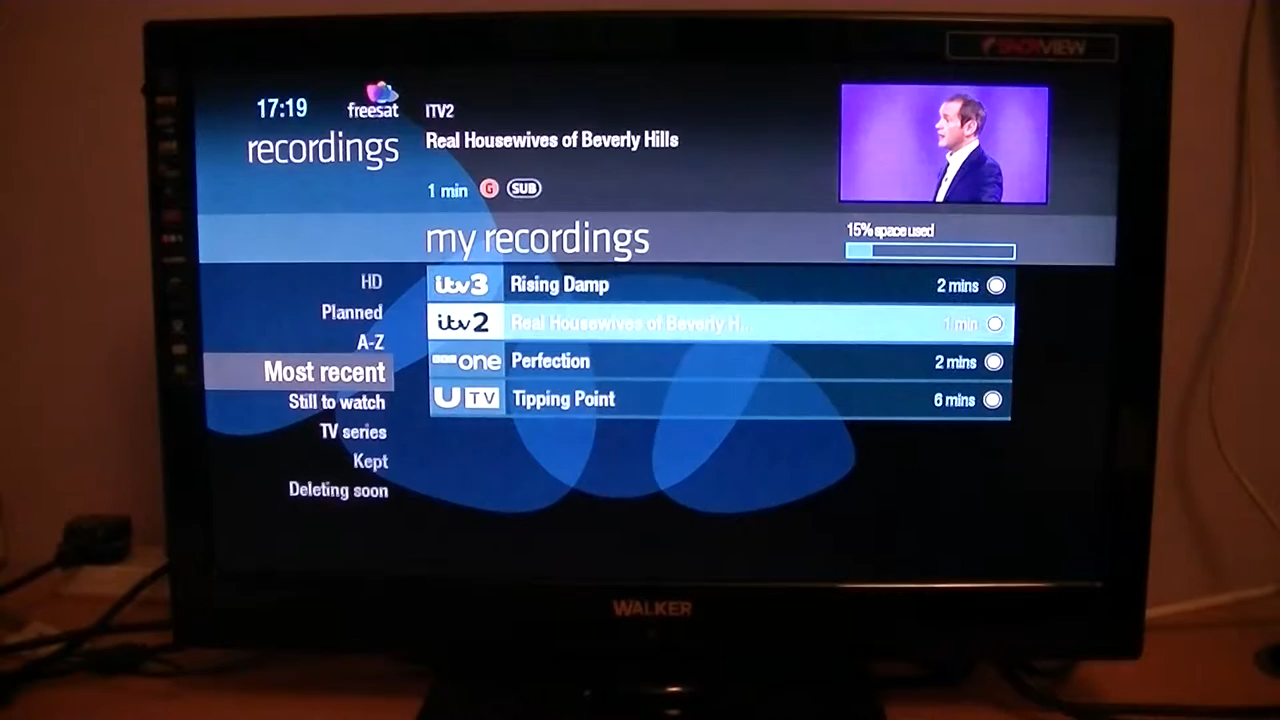 SAORVIEW
17:19
freesat
recordings
ITV2
Real Housewives of Beverly Hills
1 min G SUB
my recordings
15% space used
HD
Planned
A-Z
Most recent
Still to watch
TV series
Kept
Deleting soon
itv3 Rising Damp 2 mins
itv2 Real Housewives of Beverly H... 1 min
BBC one Perfection 2 mins
UTV Tipping Point 6 mins
WALKER